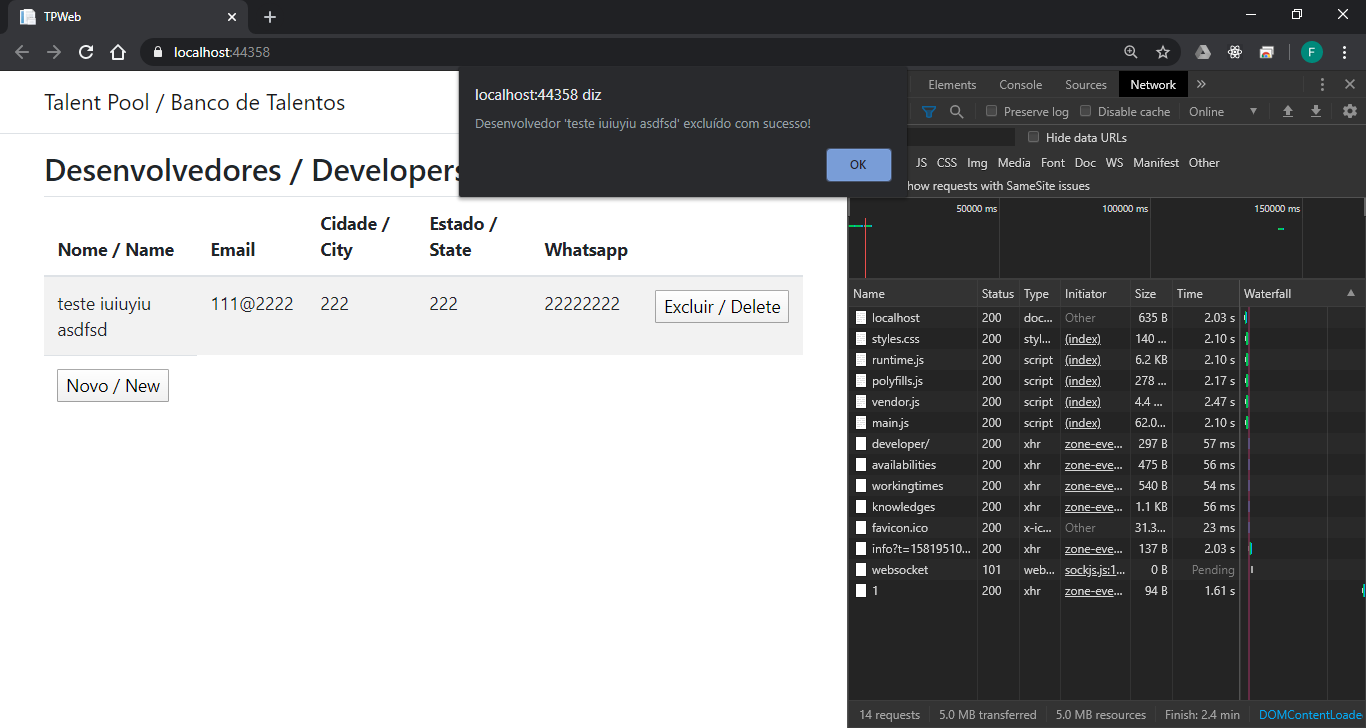 TPWeb
localhost:44358
F
Talent Pool / Banco de Talentos
localhost:44358 diz
Desenvolvedor 'teste iuiuyiu asdfsd' excluído com sucesso!
OK
Desenvolvedores / Developers
Nome / Name Email Cidade / City Estado / State Whatsapp
teste iuiuyiu asdfsd 111@2222 222 222 22222222 Excluir / Delete
Novo / New
Elements Console Sources Network »
Preserve log Disable cache Online
Hide data URLs
JS CSS Img Media Font Doc WS Manifest Other
how requests with SameSite issues
50000 ms 100000 ms 150000 ms
Name Status Type Initiator Size Time Waterfall
localhost 200 doc... Other 635 B 2.03 s
styles.css 200 styl... (index) 140 ... 2.10 s
runtime.js 200 script (index) 6.2 KB 2.10 s
polyfills.js 200 script (index) 278 ... 2.17 s
vendor.js 200 script (index) 4.4 ... 2.47 s
main.js 200 script (index) 62.0... 2.10 s
developer/ 200 xhr zone-eve... 297 B 57 ms
availabilities 200 xhr zone-eve... 475 B 56 ms
workingtimes 200 xhr zone-eve... 540 B 54 ms
knowledges 200 xhr zone-eve... 1.1 KB 56 ms
favicon.ico 200 x-ic... Other 31.3... 23 ms
info?t=15819510... 200 xhr zone-eve... 137 B 2.03 s
websocket 101 web... sockjs.js:1... 0 B Pending
1 200 xhr zone-eve... 94 B 1.61 s
14 requests 5.0 MB transferred 5.0 MB resources Finish: 2.4 min DOMContentLoade